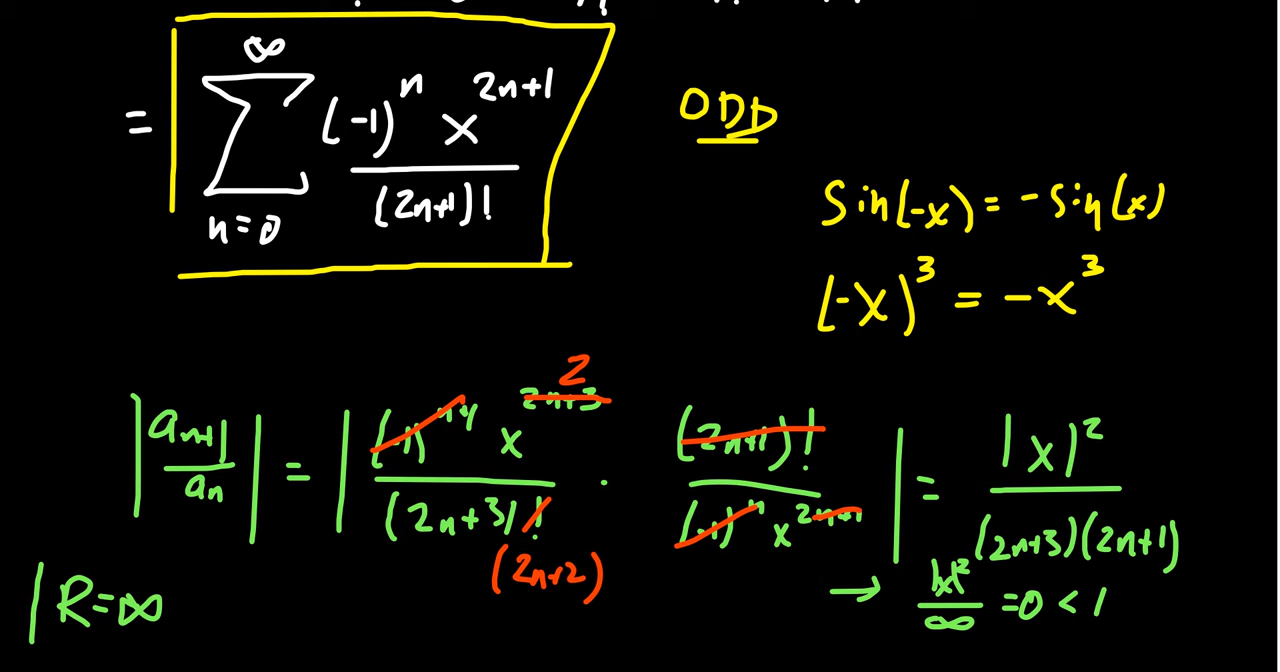 = ∞ Σ n=0 (-1)^n x^{2n+1} / (2n+1)!
ODD
Sin(-x) = -Sin(x)
(-x)^3 = -x^3
|a_{n+1} / a_n| = |(-1)^{n+1} x^{2n+3} / (2n+3)! · (2n+1)! / (-1)^n x^{2n+1}| = |x|^2 / (2n+3)(2n+1)
2
(2n+2)
→ |x|^2 / ∞ = 0 < 1
R = ∞